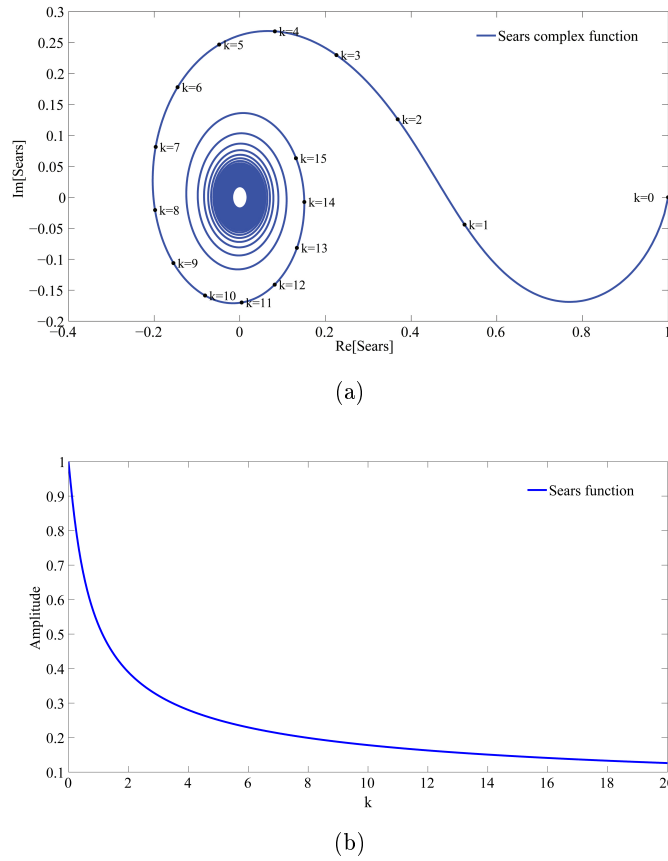 Im[Sears]
0.3
0.25
0.2
0.15
0.1
0.05
0
−0.05
−0.1
−0.15
−0.2
−0.4
−0.2
0
0.2
0.4
0.6
0.8
1
Re[Sears]
Sears complex function
k=0
k=1
k=2
k=3
k=4
k=5
k=6
k=7
k=8
k=9
k=10
k=11
k=12
k=13
k=14
k=15
(a)
Amplitude
1
0.9
0.8
0.7
0.6
0.5
0.4
0.3
0.2
0.1
0
2
4
6
8
10
12
14
16
18
20
k
Sears function
(b)